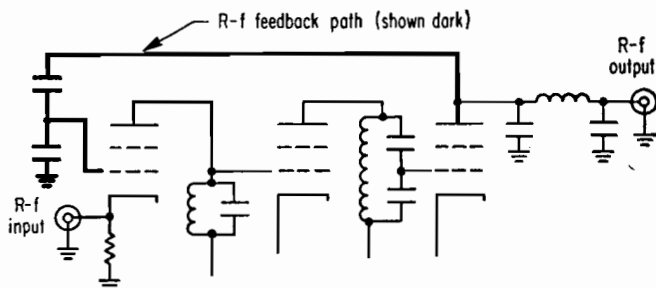 R-f feedback path (shown dark)
R-f
output
R-f
input